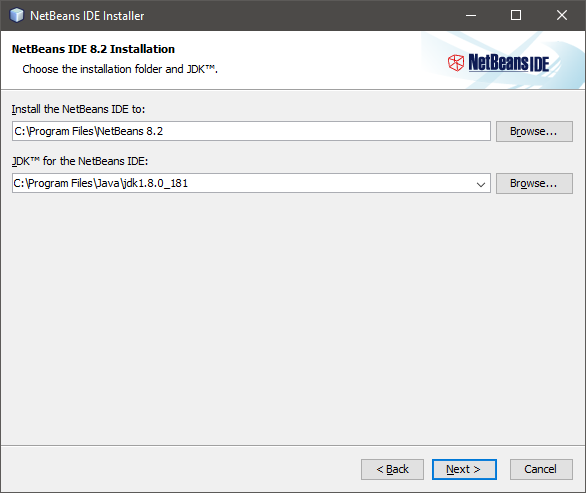 NetBeans IDE Installer
NetBeans IDE 8.2 Installation
Choose the installation folder and JDK™.
NetBeans IDE
Install the NetBeans IDE to:
C:\Program Files\NetBeans 8.2
Browse...
JDK™ for the NetBeans IDE:
C:\Program Files\Java\jdk1.8.0_181
Browse...
< Back
Next >
Cancel